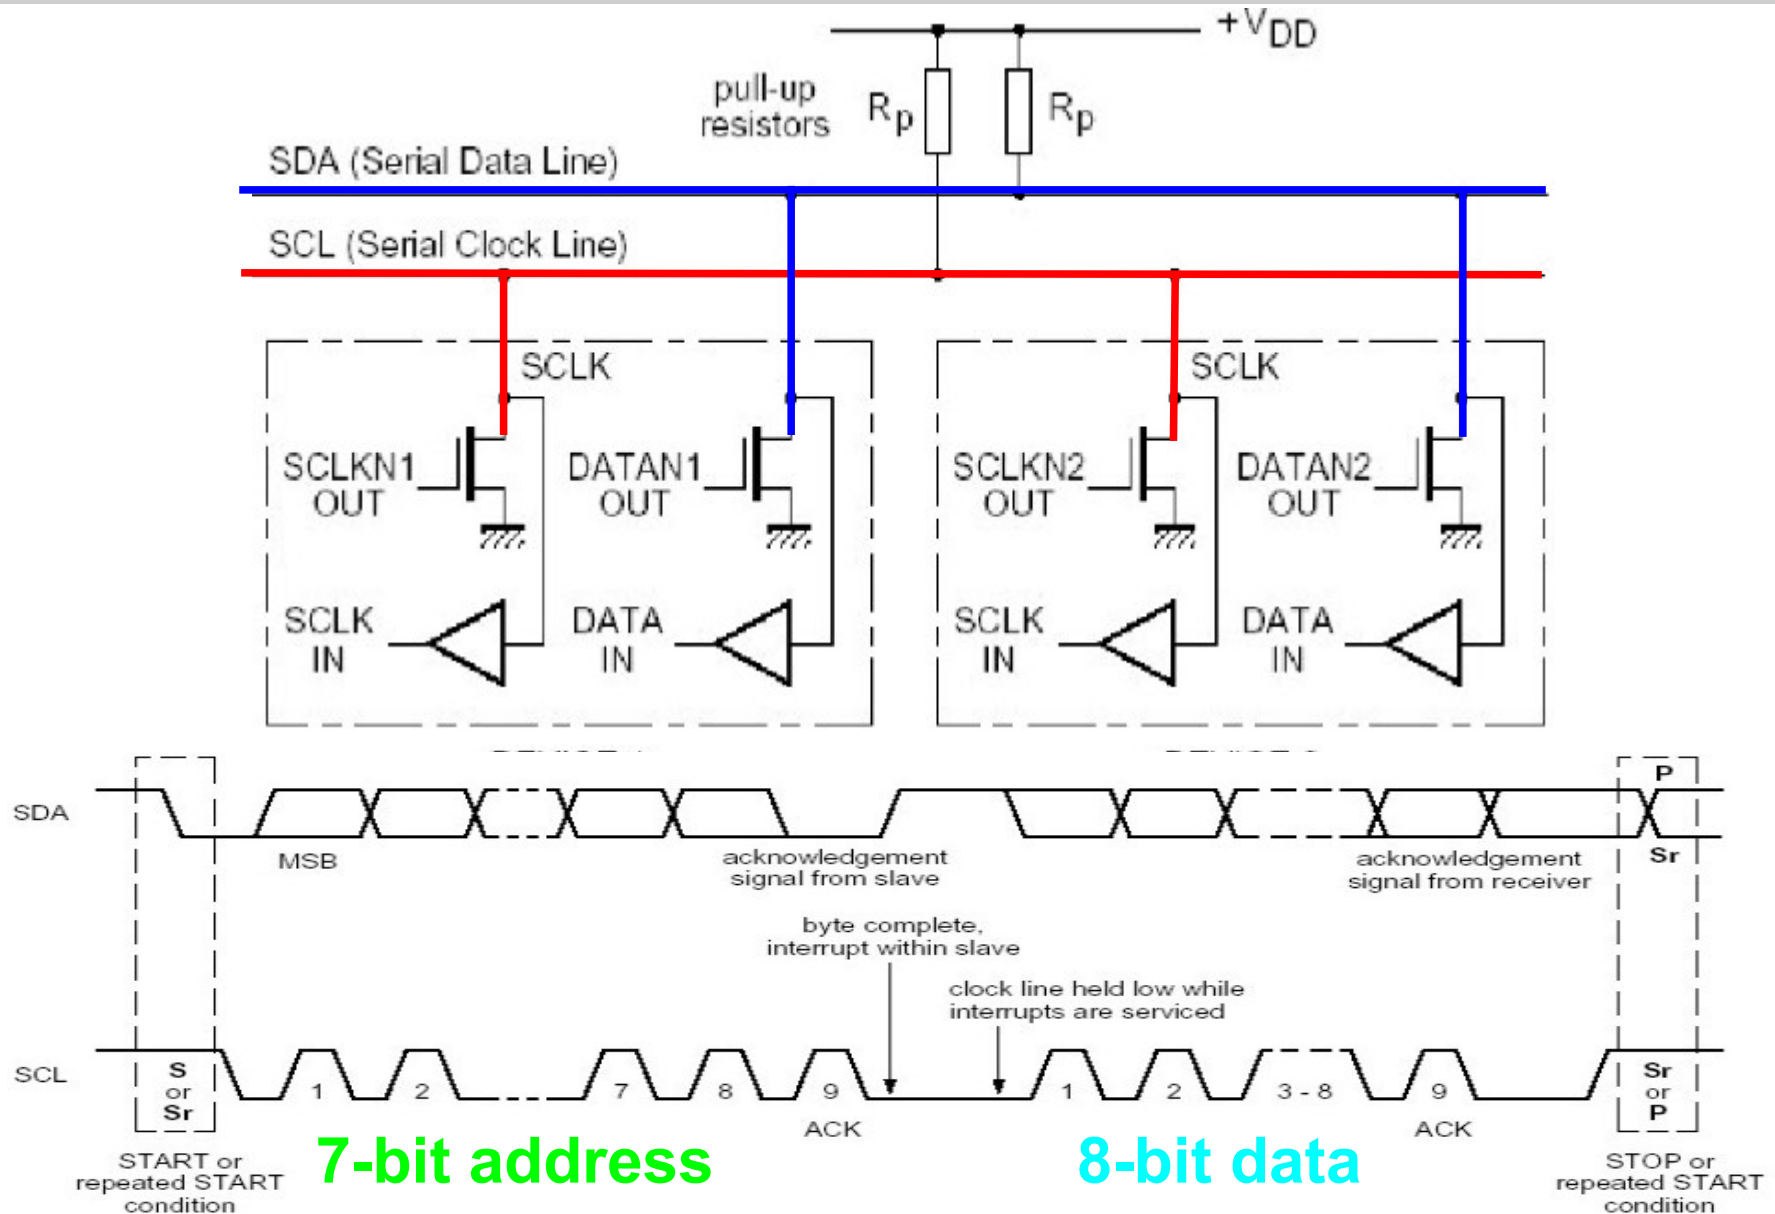 +VDD
pull-up
resistors
Rp
Rp
SDA (Serial Data Line)
SCL (Serial Clock Line)
SCLK
SCLKN1
OUT
DATAN1
OUT
SCLK
IN
DATA
IN
SCLK
SCLKN2
OUT
DATAN2
OUT
SCLK
IN
DATA
IN
SDA
MSB
acknowledgement
signal from slave
acknowledgement
signal from receiver
P
Sr
byte complete,
interrupt within slave
clock line held low while
interrupts are serviced
SCL
S
or
Sr
1
2
7
8
9
ACK
1
2
3 - 8
9
ACK
Sr
or
P
START or
repeated START
condition
7-bit address
8-bit data
STOP or
repeated START
condition